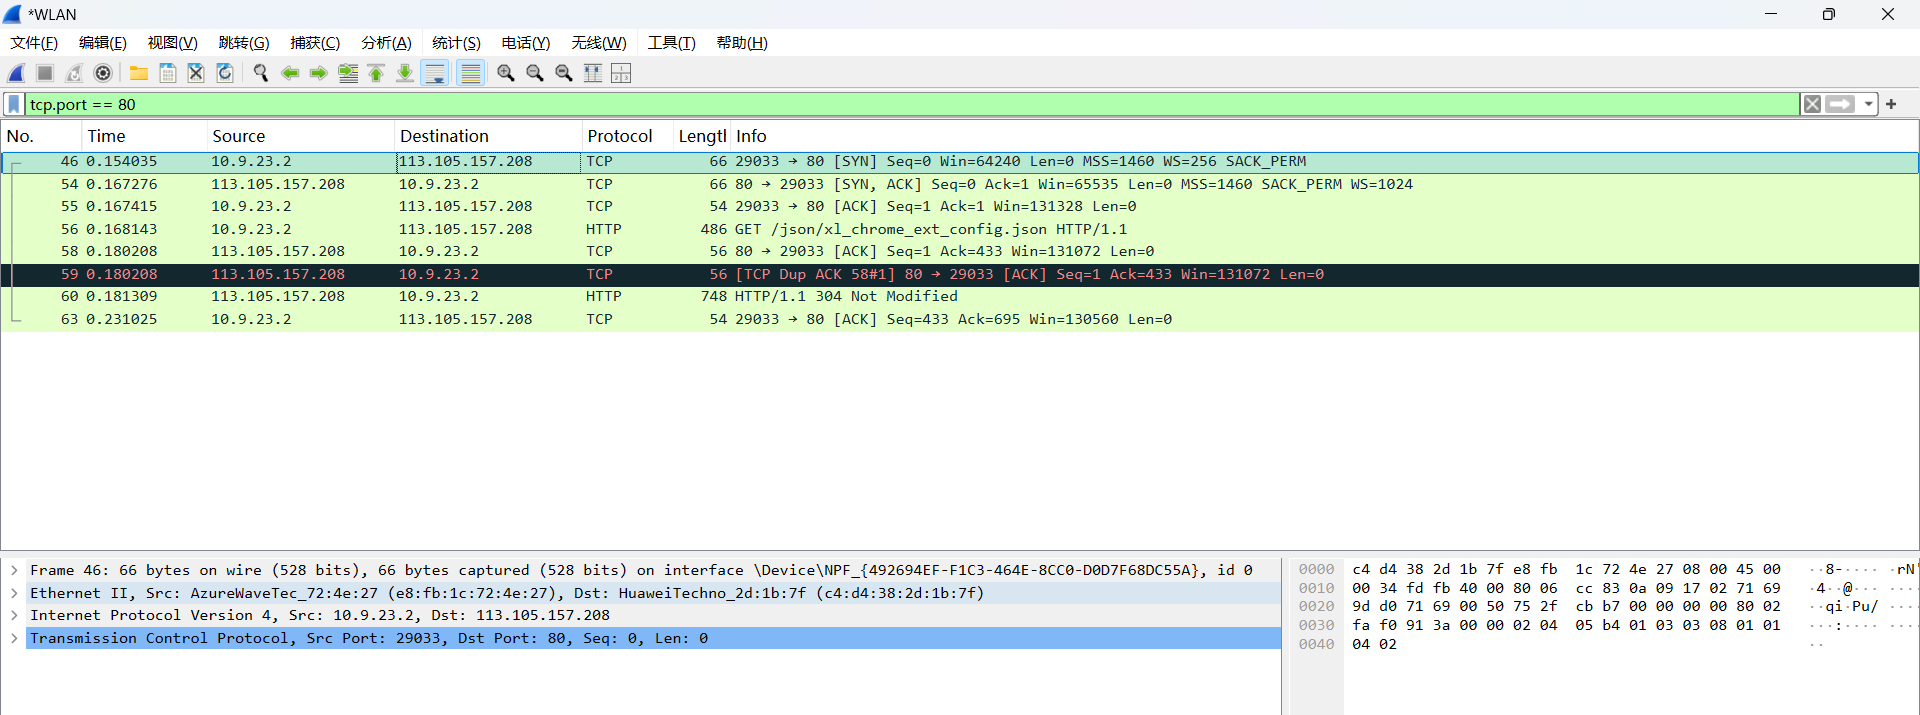 *WLAN
文件(F) 编辑(E) 视图(V) 跳转(G) 捕获(C) 分析(A) 统计(S) 电话(Y) 无线(W) 工具(T) 帮助(H)
tcp.port == 80
No. Time Source Destination Protocol Lengtl Info
46 0.154035 10.9.23.2 113.105.157.208 TCP 66 29033 → 80 [SYN] Seq=0 Win=64240 Len=0 MSS=1460 WS=256 SACK_PERM
54 0.167276 113.105.157.208 10.9.23.2 TCP 66 80 → 29033 [SYN, ACK] Seq=0 Ack=1 Win=65535 Len=0 MSS=1460 SACK_PERM WS=1024
55 0.167415 10.9.23.2 113.105.157.208 TCP 54 29033 → 80 [ACK] Seq=1 Ack=1 Win=131328 Len=0
56 0.168143 10.9.23.2 113.105.157.208 HTTP 486 GET /json/xl_chrome_ext_config.json HTTP/1.1
58 0.180208 113.105.157.208 10.9.23.2 TCP 56 80 → 29033 [ACK] Seq=1 Ack=433 Win=131072 Len=0
59 0.180208 113.105.157.208 10.9.23.2 TCP 56 [TCP Dup ACK 58#1] 80 → 29033 [ACK] Seq=1 Ack=433 Win=131072 Len=0
60 0.181309 113.105.157.208 10.9.23.2 HTTP 748 HTTP/1.1 304 Not Modified
63 0.231025 10.9.23.2 113.105.157.208 TCP 54 29033 → 80 [ACK] Seq=433 Ack=695 Win=130560 Len=0
Frame 46: 66 bytes on wire (528 bits), 66 bytes captured (528 bits) on interface \Device\NPF_{492694EF-F1C3-464E-8CC0-D0D7F68DC55A}, id 0
Ethernet II, Src: AzureWaveTec_72:4e:27 (e8:fb:1c:72:4e:27), Dst: HuaweiTechno_2d:1b:7f (c4:d4:38:2d:1b:7f)
Internet Protocol Version 4, Src: 10.9.23.2, Dst: 113.105.157.208
Transmission Control Protocol, Src Port: 29033, Dst Port: 80, Seq: 0, Len: 0
0000 c4 d4 38 2d 1b 7f e8 fb 1c 72 4e 27 08 00 45 00 ··8-···· ·rN'
0010 00 34 fd fb 40 00 80 06 cc 83 0a 09 17 02 71 69 ·4··@··· ····
0020 9d d0 71 69 00 50 75 2f cb b7 00 00 00 00 80 02 ··qi·Pu/ ····
0030 fa f0 91 3a 00 00 02 04 05 b4 01 03 03 08 01 01 ···:···· ····
0040 04 02 ··